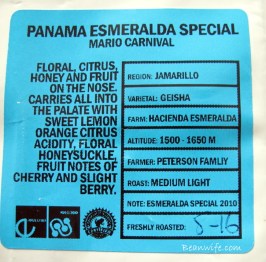 PANAMA ESMERALDA SPECIAL
MARIO CARNIVAL
FLORAL, CITRUS,
HONEY AND FRUIT
ON THE NOSE.
CARRIES ALL INTO
THE PALATE WITH
SWEET LEMON
ORANGE CITRUS
ACIDITY, FLORAL
HONEYSUCKLE,
FRUIT NOTES OF
CHERRY AND SLIGHT
BERRY.
REGION: JAMARILLO
VARIETAL: GEISHA
FARM: HACIENDA ESMERALDA
ALTITUDE: 1500 - 1650 M
FARMER: PETERSON FAMLIY
ROAST: MEDIUM LIGHT
NOTE: ESMERALDA SPECIAL 2010
FRESHLY ROASTED: 5-16
Beanwife.com